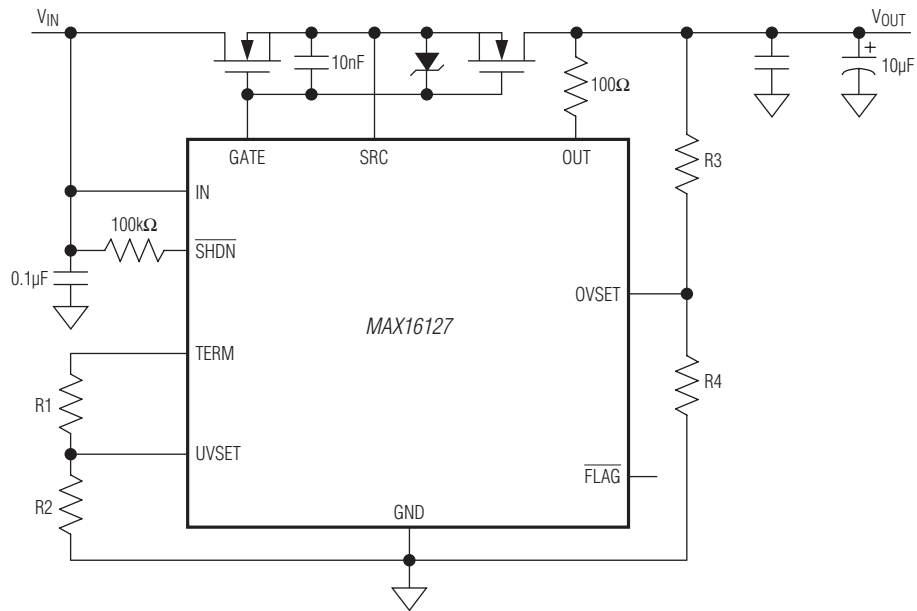 VIN
VOUT
10nF
100Ω
10µF
+
GATE
SRC
OUT
R3
IN
100kΩ
SHDN
0.1µF
OVSET
MAX16127
TERM
R1
R4
UVSET
FLAG
R2
GND